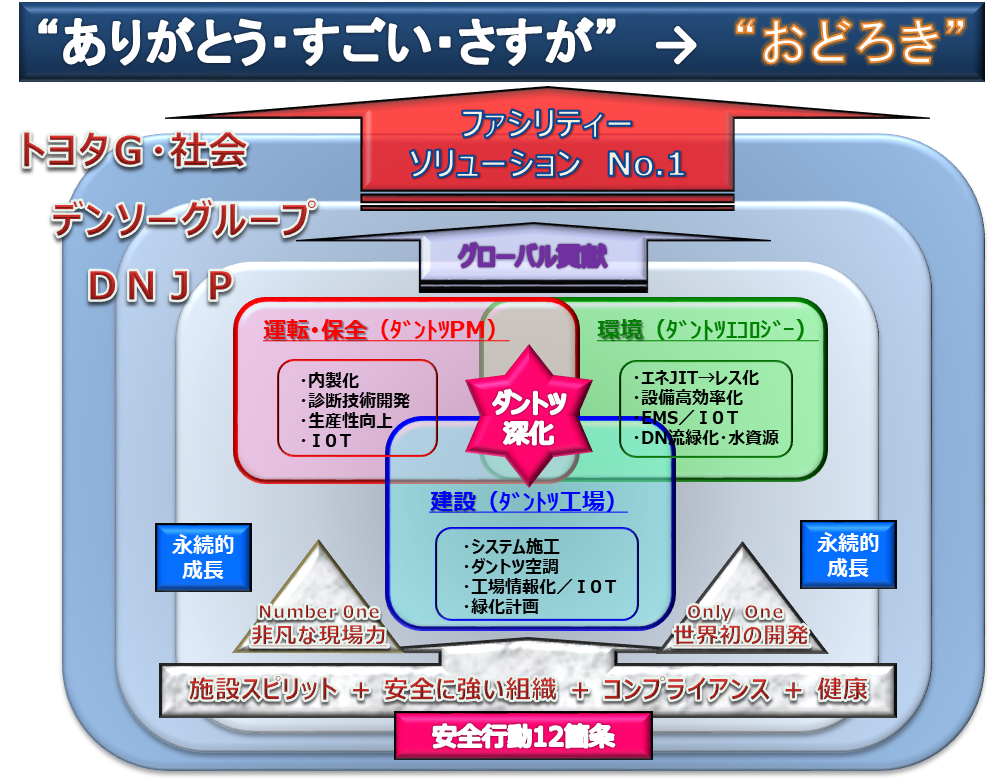 “ありがとう・すごい・さすが” → “おどろき”
ファシリティー
ソリューション No.1
トヨタG・社会
デンソーグループ
DNJP
グローバル貢献
運転・保全（ﾀﾞﾝﾄﾂPM）
・内製化
・診断技術開発
・生産性向上
・ＩＯＴ
環境（ﾀﾞﾝﾄﾂｴｺﾛｼﾞｰ）
・エネJIT→レス化
・設備高効率化
・EMS／ＩＯＴ
・DN流緑化・水資源
ダントツ
深化
建設（ﾀﾞﾝﾄﾂ工場）
・システム施工
・ダントツ空調
・工場情報化／ＩＯＴ
・緑化計画
永続的
成長
永続的
成長
Number One
非凡な現場力
Only One
世界初の開発
施設スピリット + 安全に強い組織 + コンプライアンス + 健康
安全行動12箇条